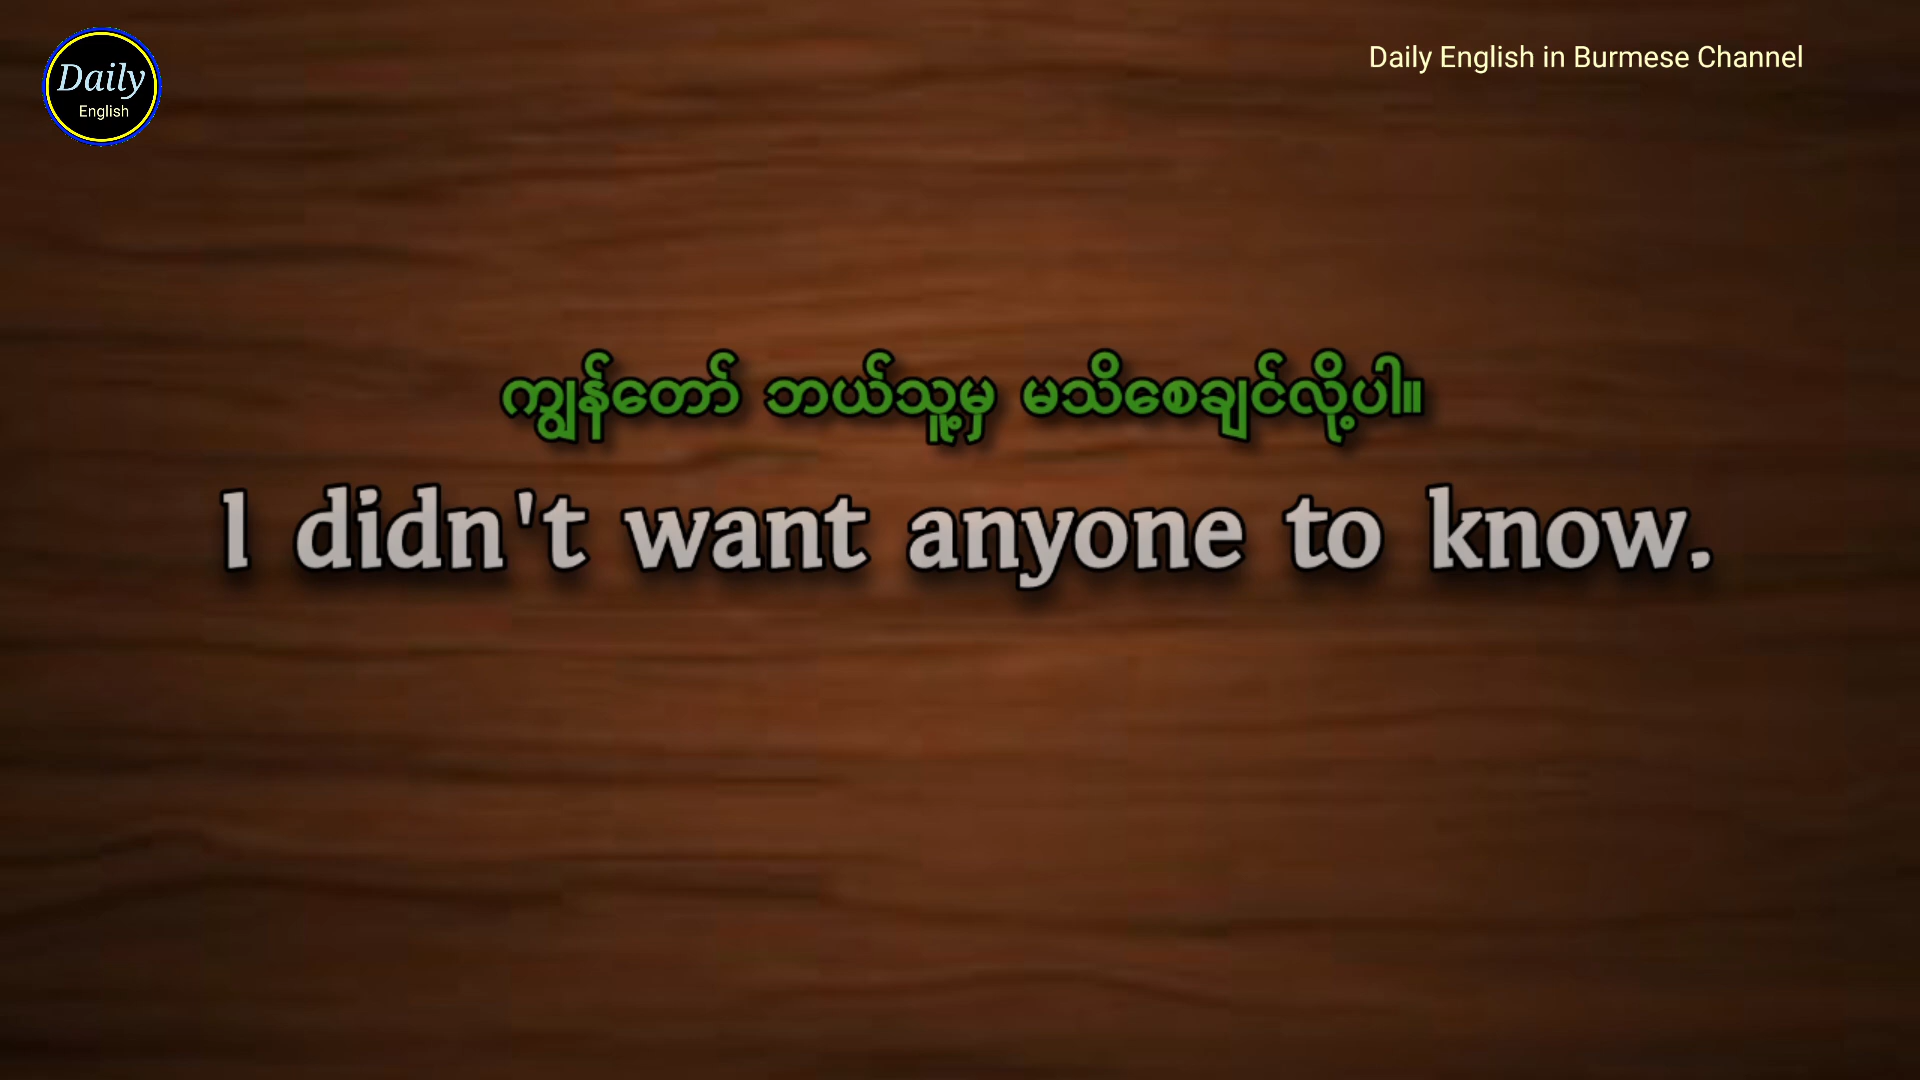 Daily
English
Daily English in Burmese Channel
ကျွန်တော် ဘယ်သူ့မှ မသိစေချင်လို့ပါ။
I didn't want anyone to know.